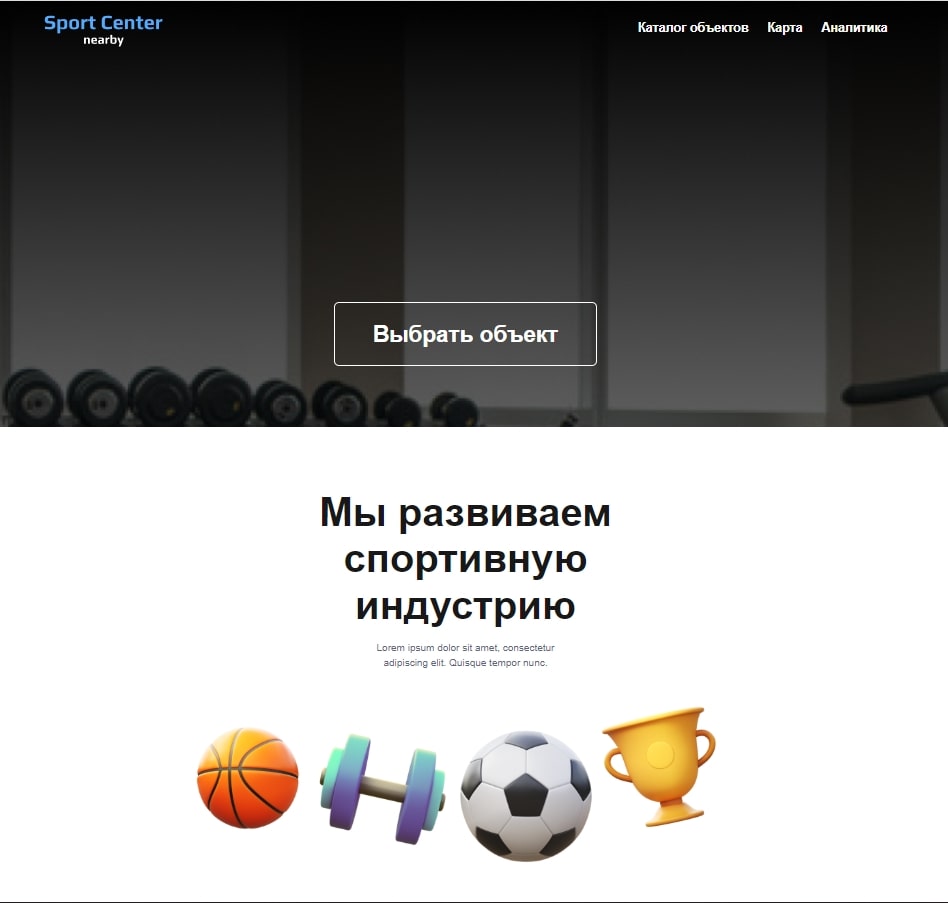 Sport Center
nearby
Каталог объектов Карта Аналитика
Выбрать объект
Мы развиваем
спортивную
индустрию
Lorem ipsum dolor sit amet, consectetur
adipiscing elit. Quisque tempor nunc.